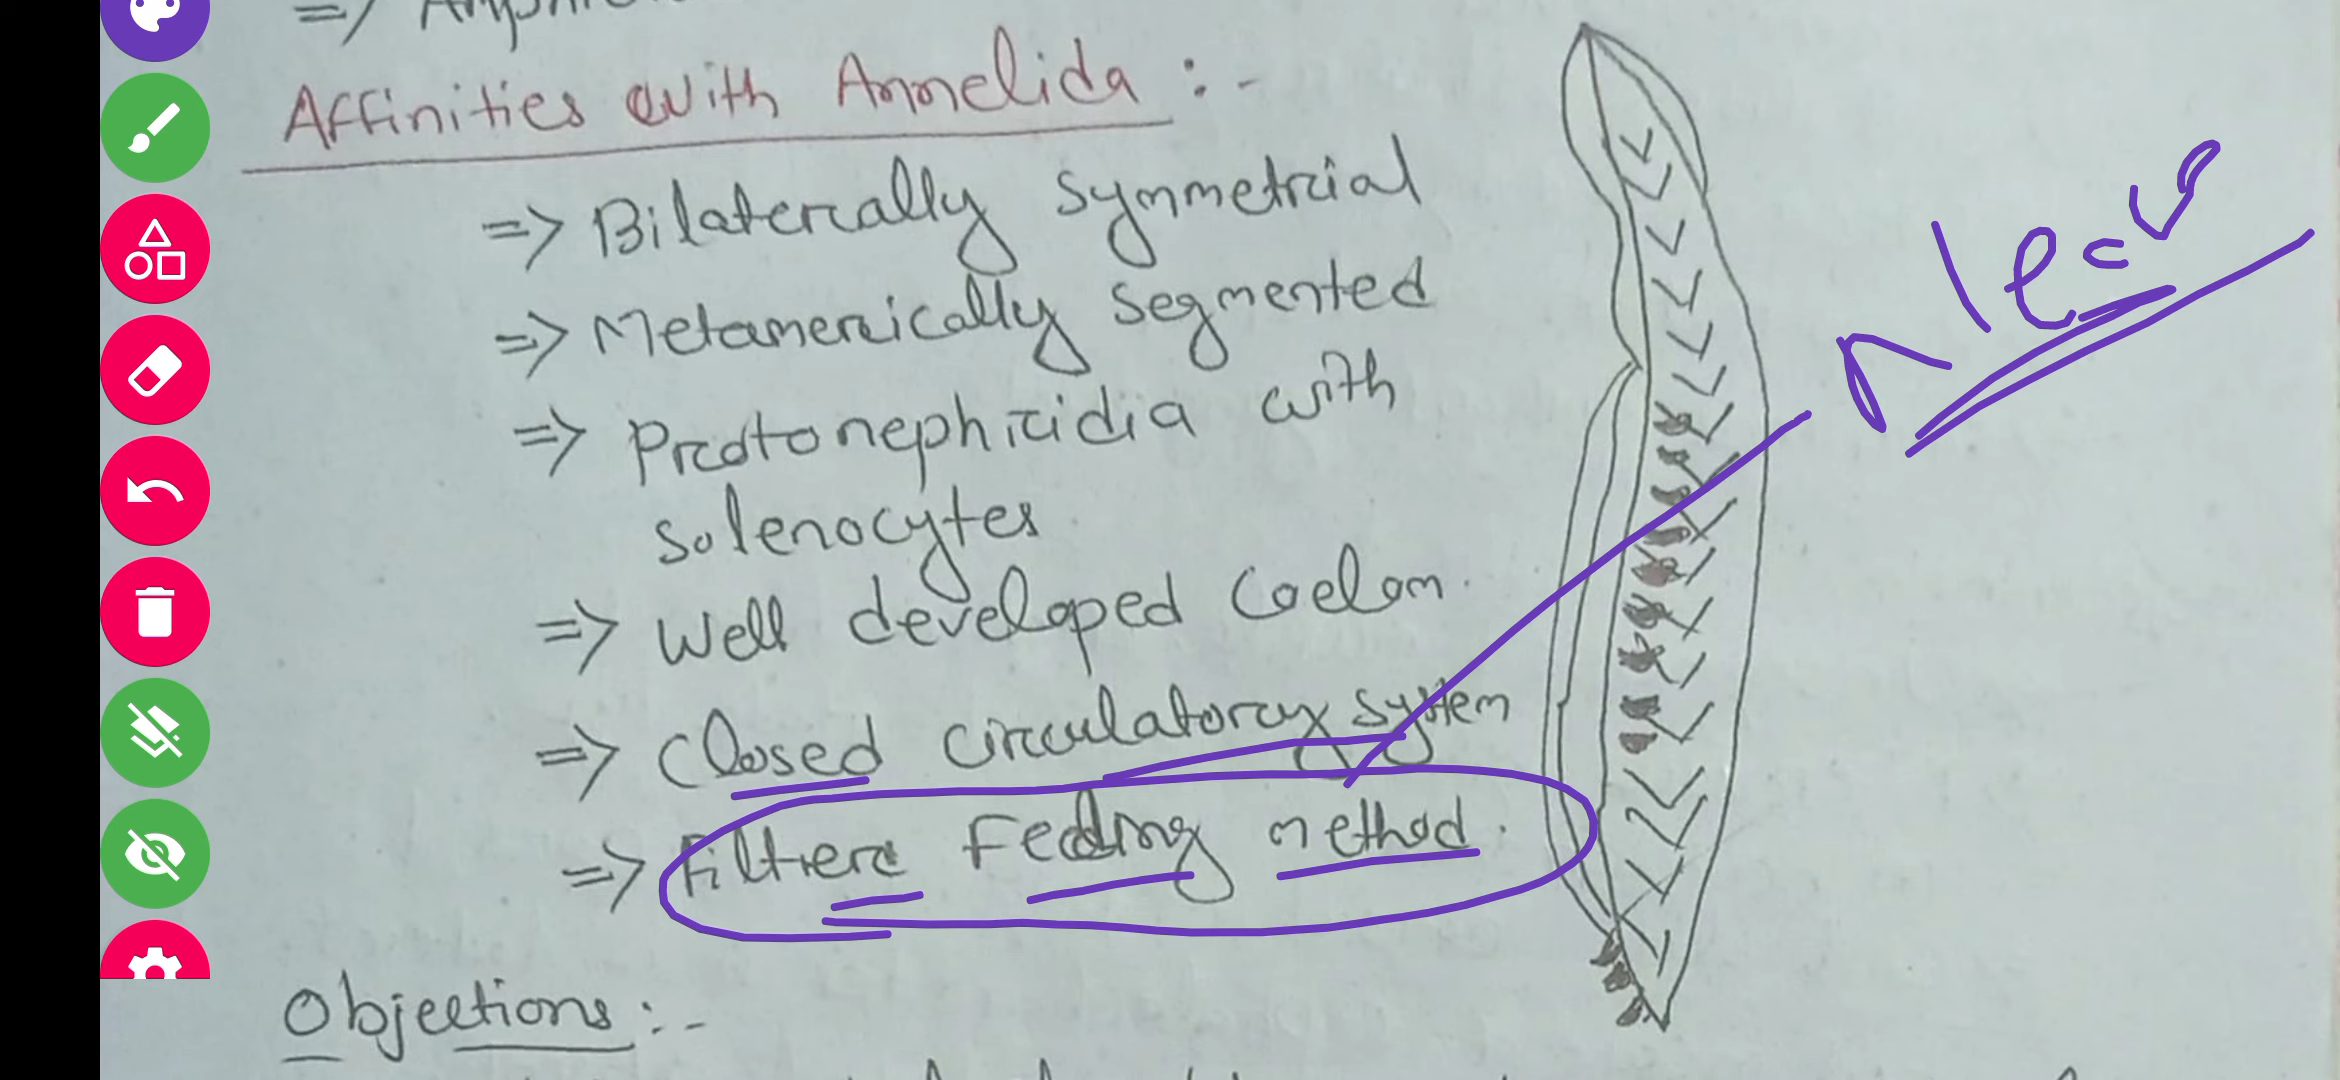 Affinities with Annelida :-
=> Bilaterally symmetrial
=> Metamerically segmented
=> Protonephridia with
solenocytes
=> Well developed Coelom.
=> Closed circulatory system
=> Filter Feeding method.
Objections :-